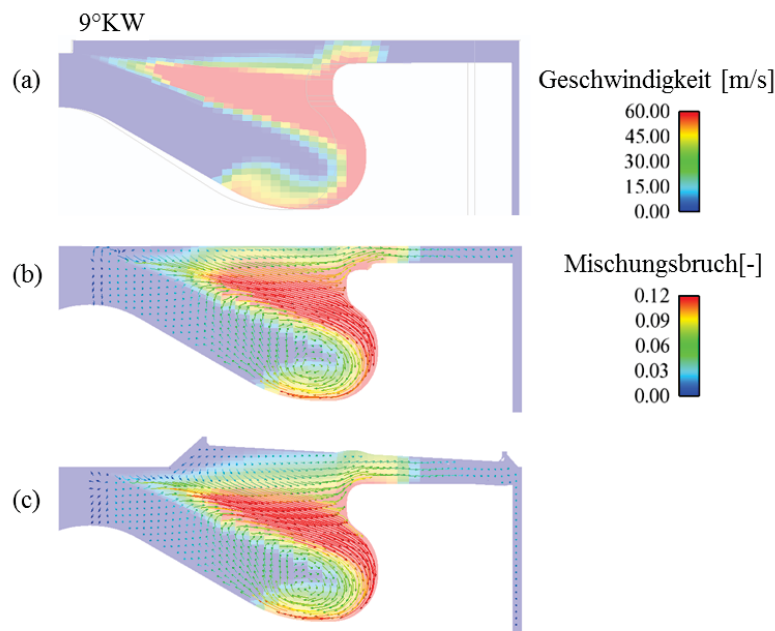 9°KW
(a)
Geschwindigkeit [m/s]
60.00
45.00
30.00
15.00
0.00
(b)
Mischungsbruch[-]
0.12
0.09
0.06
0.03
0.00
(c)